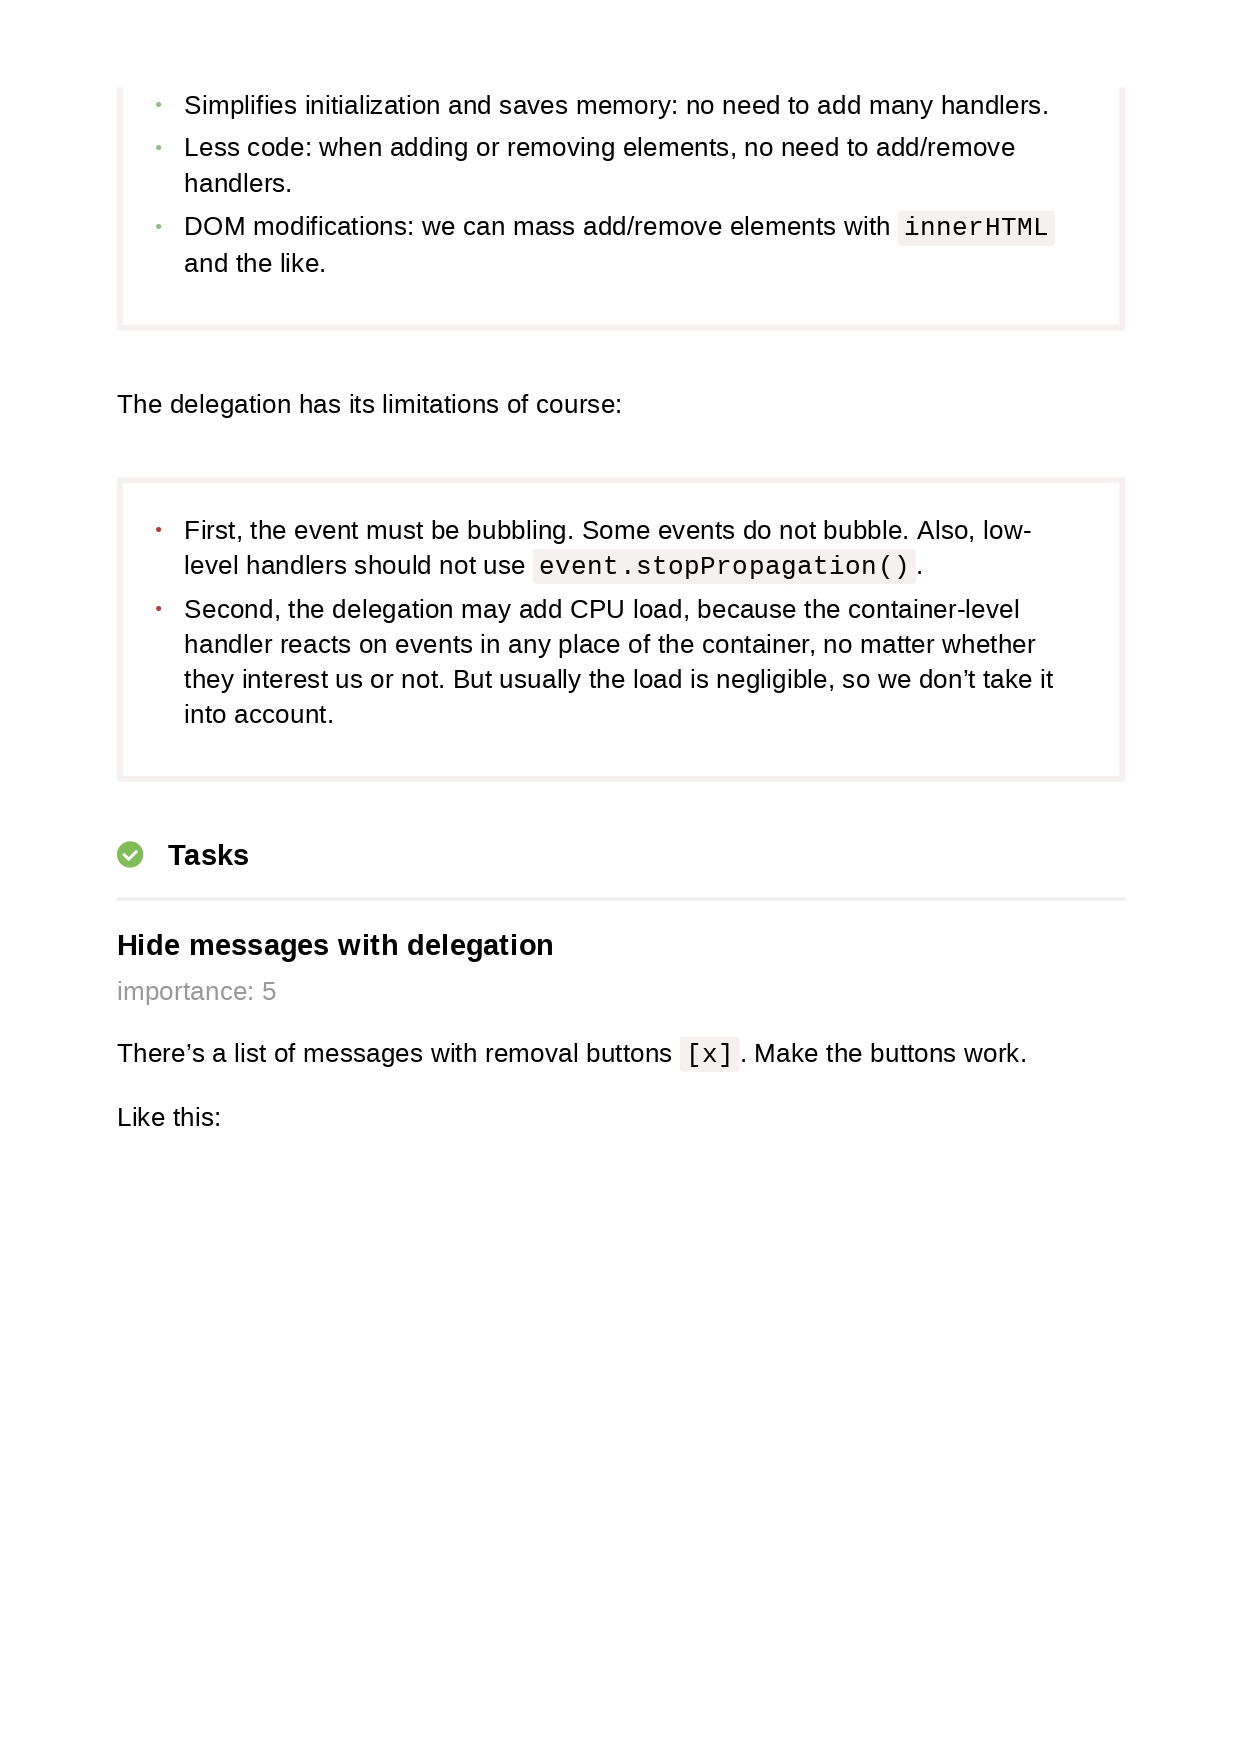 • Simplifies initialization and saves memory: no need to add many handlers.
• Less code: when adding or removing elements, no need to add/remove
handlers.
• DOM modifications: we can mass add/remove elements with innerHTML
and the like.
The delegation has its limitations of course:
• First, the event must be bubbling. Some events do not bubble. Also, low-
level handlers should not use event.stopPropagation().
• Second, the delegation may add CPU load, because the container-level
handler reacts on events in any place of the container, no matter whether
they interest us or not. But usually the load is negligible, so we don’t take it
into account.
Tasks
Hide messages with delegation
importance: 5
There’s a list of messages with removal buttons [x]. Make the buttons work.
Like this: